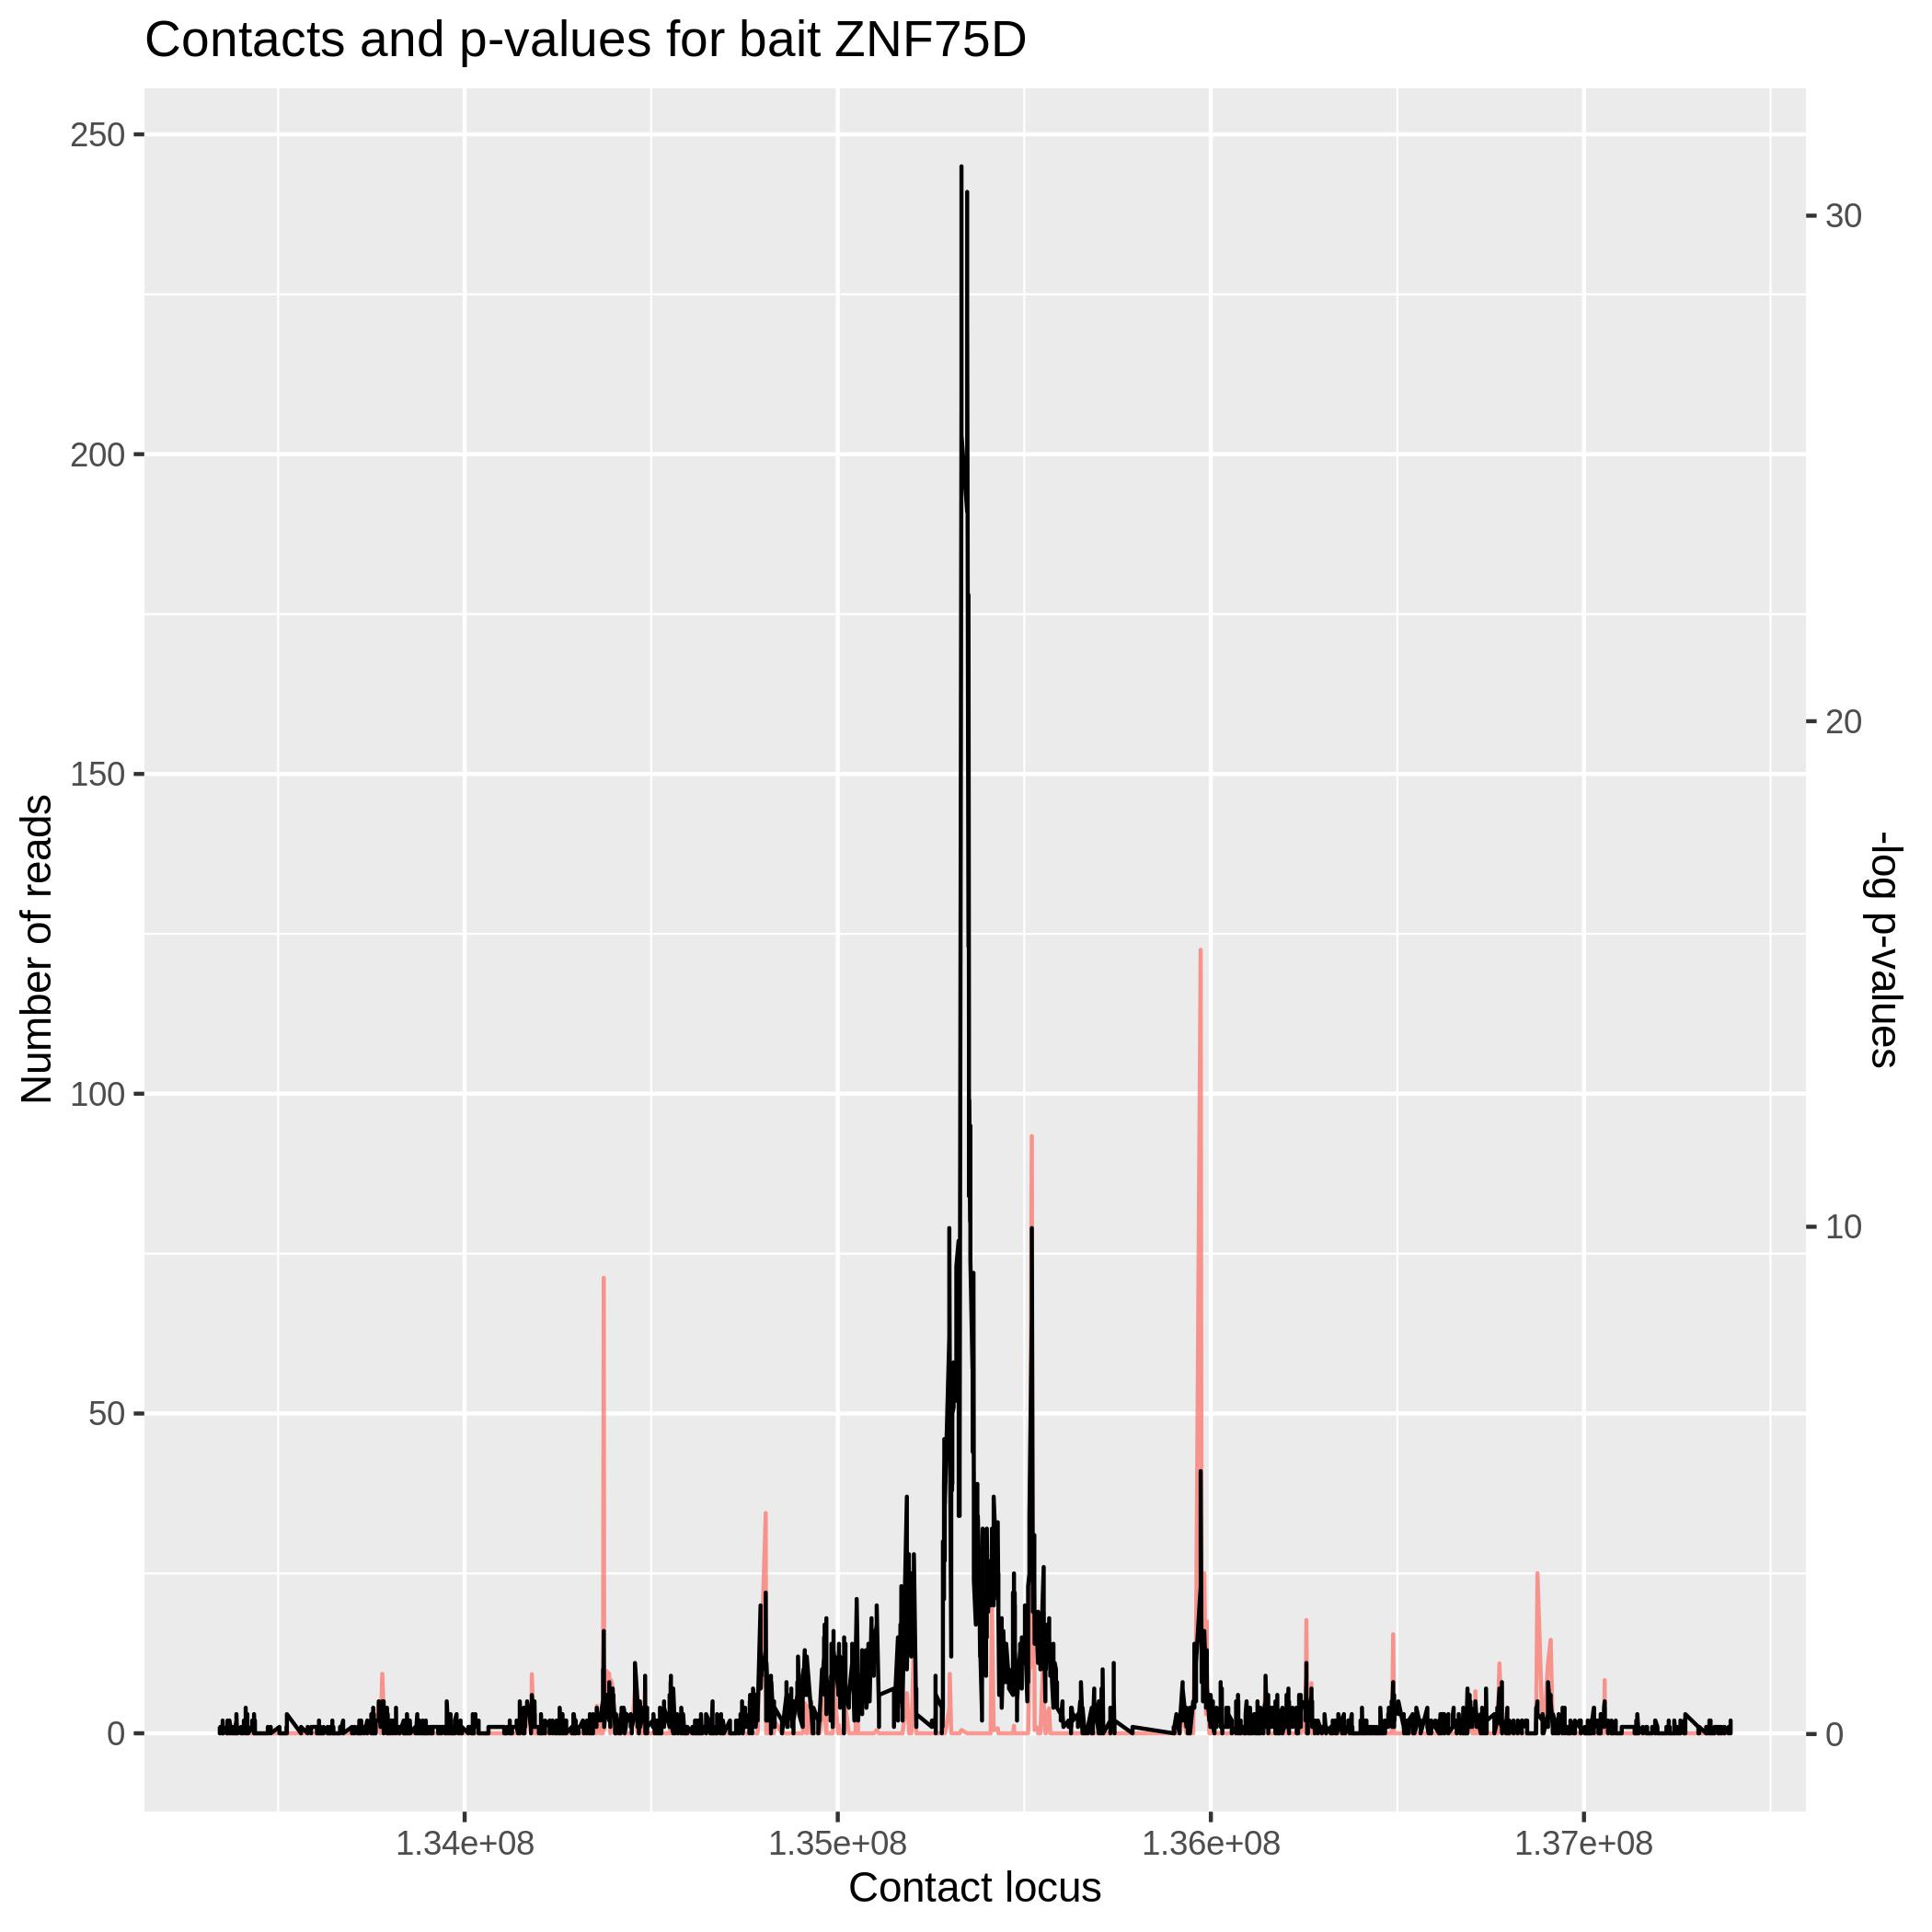 Contacts and p-values for bait ZNF75D
250
200
150
100
50
0
Number of reads
30
20
10
0
-log p-values
1.34e+08
1.35e+08
1.36e+08
1.37e+08
Contact locus